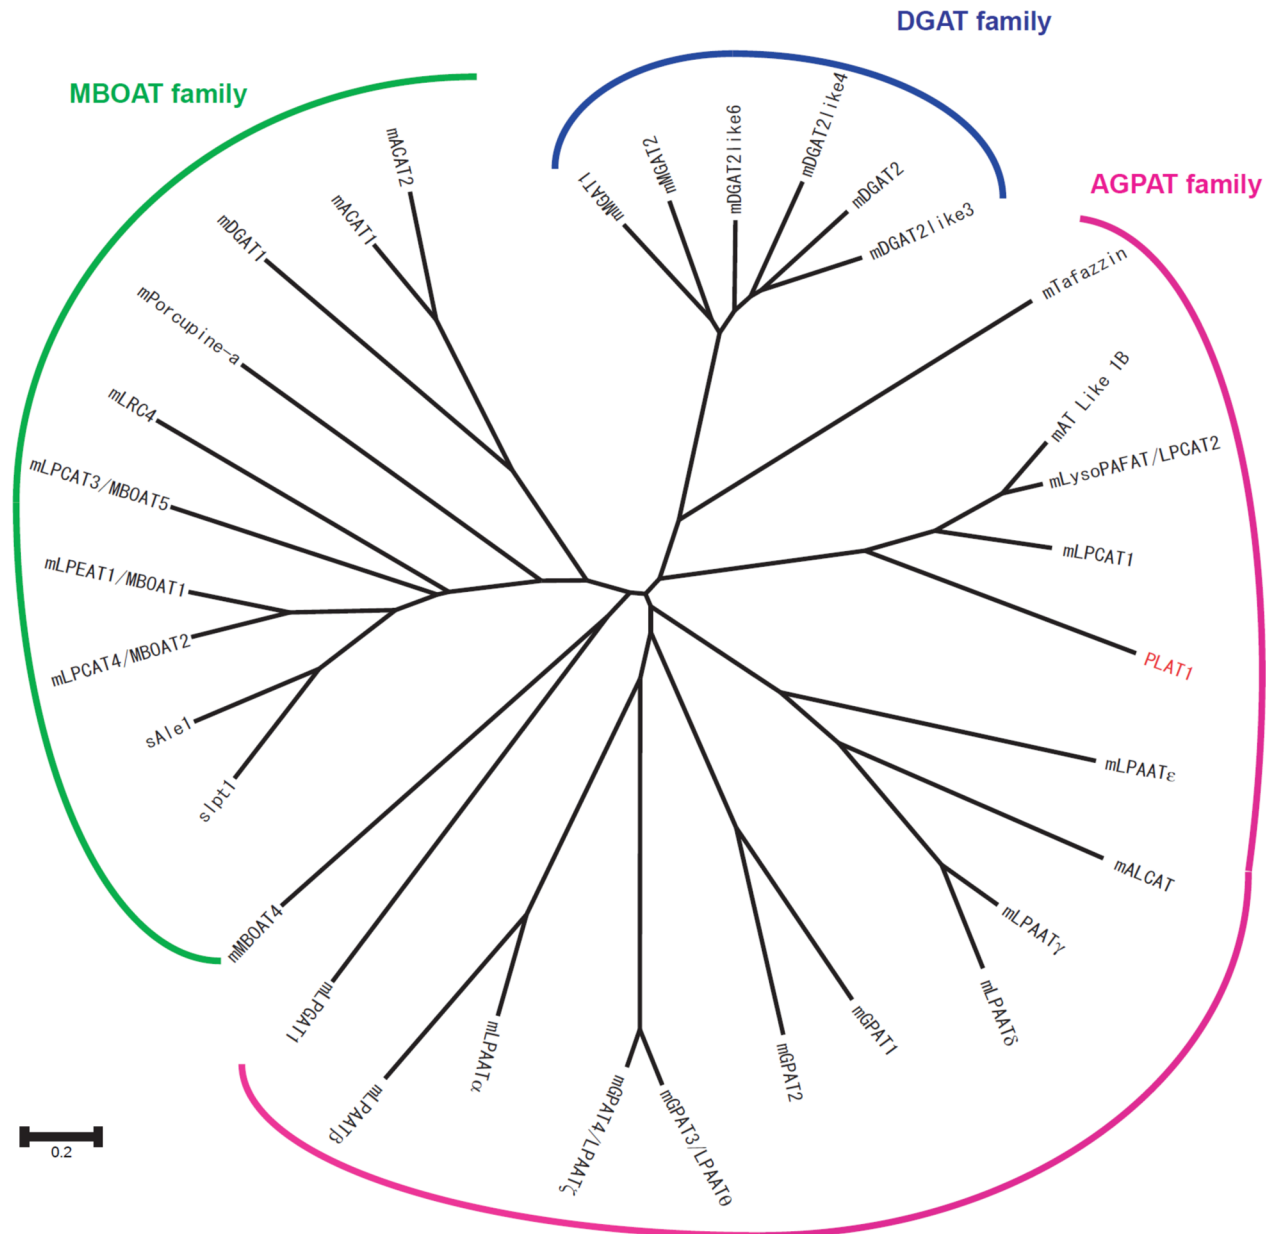 DGAT family
MBOAT family
AGPAT family
mACAT2
mACAT1
mDGAT1
mPorcupine-a
mLRC4
mLPCAT3/MBOAT5
mLPEAT1/MBOAT1
mLPCAT4/MBOAT2
sAle1
slpt1
mMBOAT4
mMGAT1
mMGAT2
mDGAT2like6
mDGAT2like4
mDGAT2
mDGAT2like3
mTafazzin
mAT Like 1B
mLysoPAFAT/LPCAT2
mLPCAT1
PLAT1
mLPAATε
mALCAT
mLPAATγ
mLPAATδ
mGPAT1
mGPAT2
mGPAT3/LPAATθ
mGPAT4/LPAATζ
mLPAATα
mLPAATβ
mLPGAT1
0.2